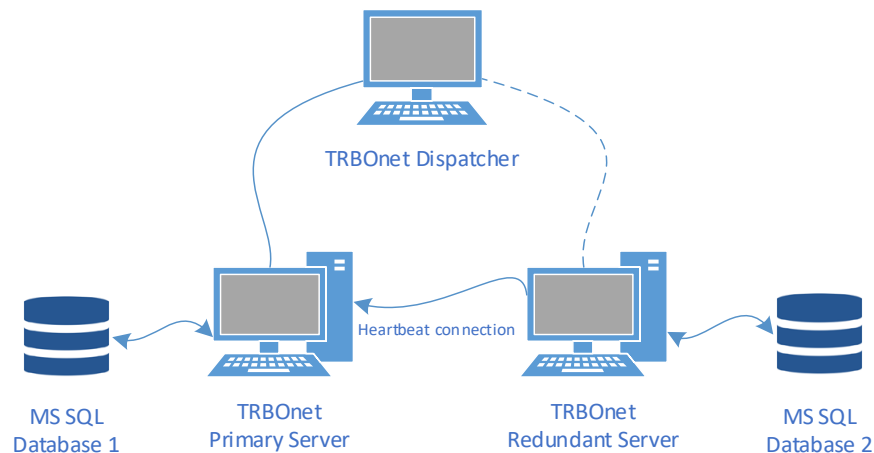 TRBOnet Dispatcher
Heartbeat connection
MS SQL
Database 1
TRBOnet
Primary Server
TRBOnet
Redundant Server
MS SQL
Database 2